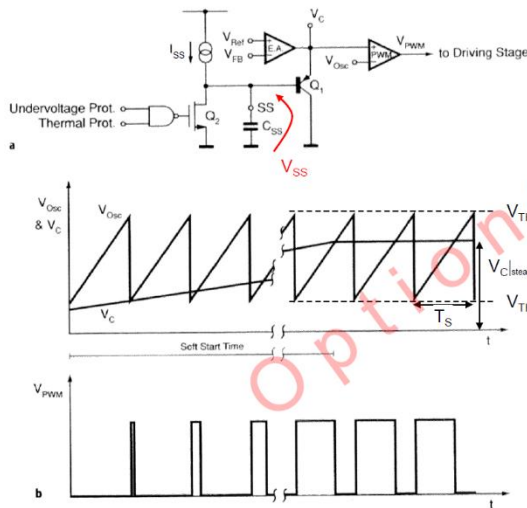 V_C
I_SS
V_Ref
V_FB
E.A
V_Osc
PWM
V_PWM
to Driving Stage
Q_1
Undervoltage Prot.
Thermal Prot.
Q_2
SS
C_SS
a
V_SS
V_Osc
& V_C
V_Osc
V_C
V_C|stea
T_S
t
Soft Start Time
V_PWM
b
t
Option